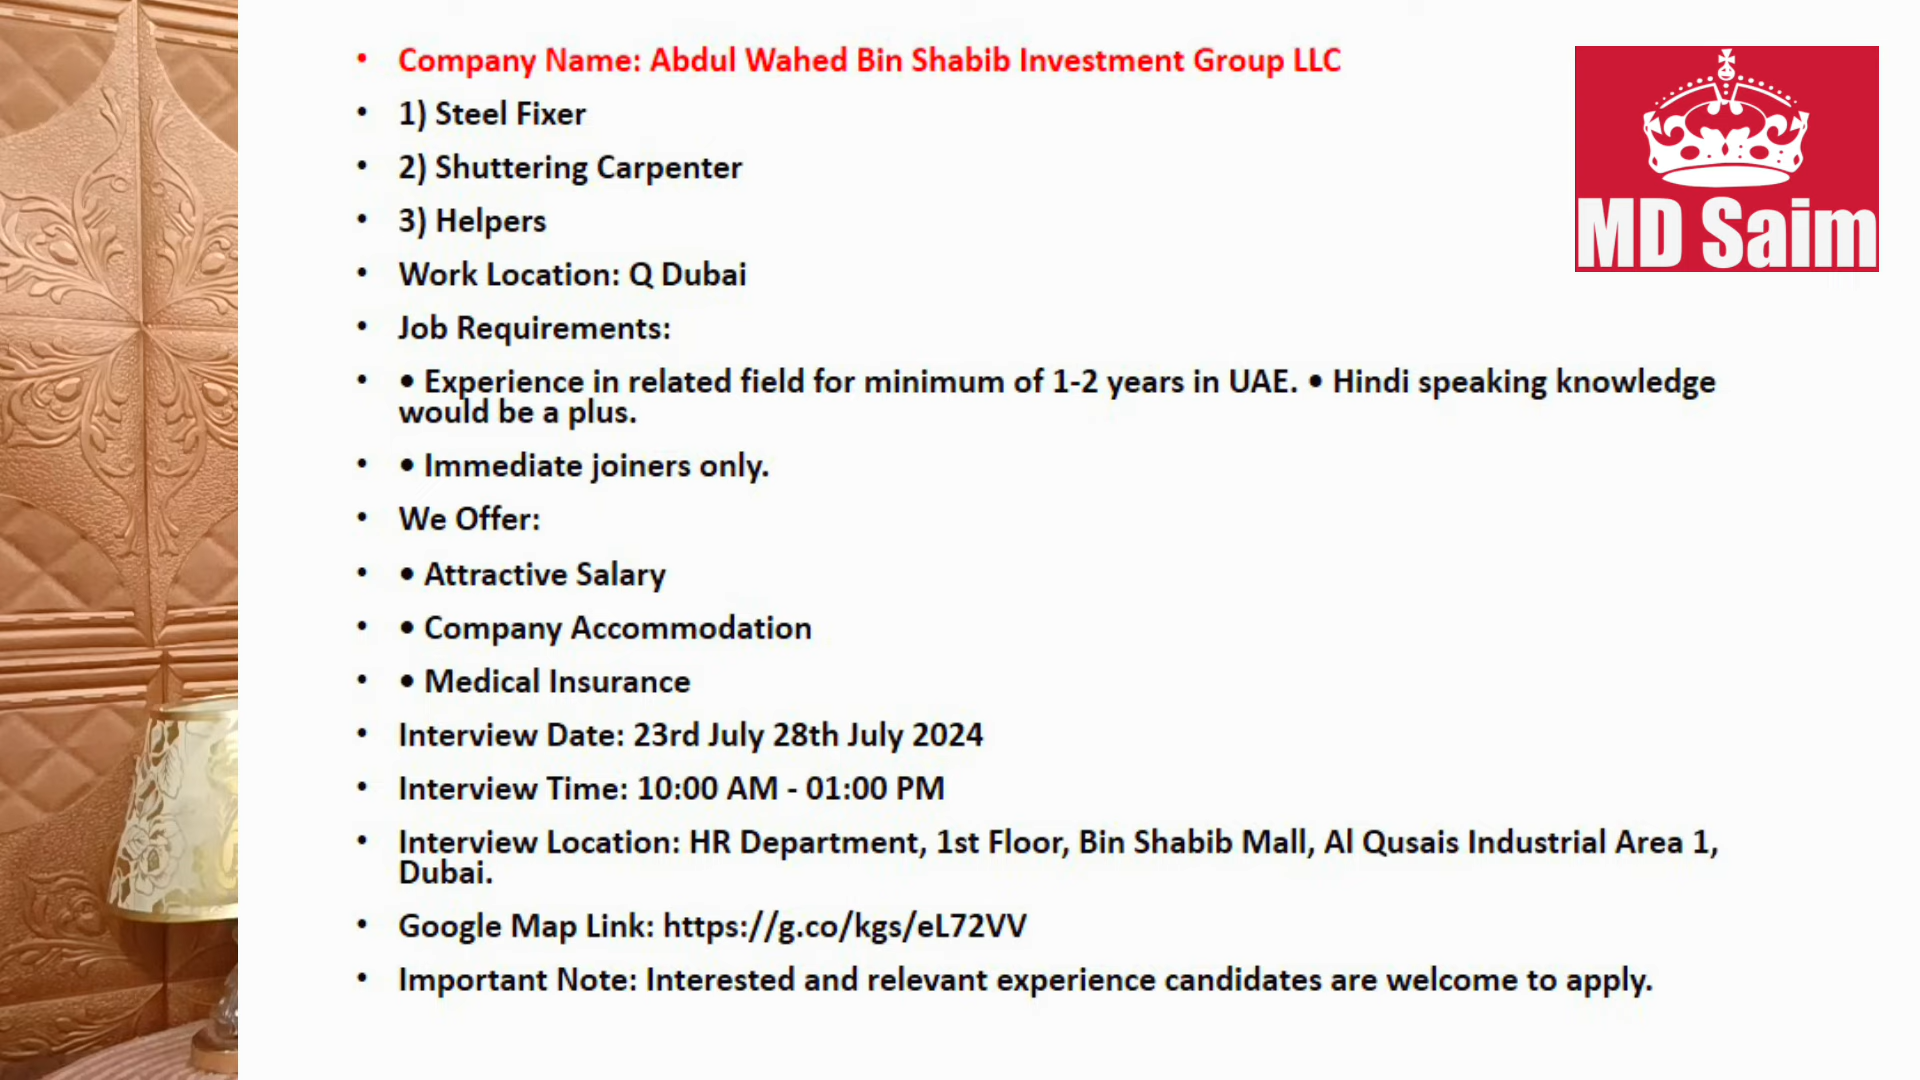 • Company Name: Abdul Wahed Bin Shabib Investment Group LLC
• 1) Steel Fixer
• 2) Shuttering Carpenter
• 3) Helpers
• Work Location: Q Dubai
• Job Requirements:
• • Experience in related field for minimum of 1-2 years in UAE. • Hindi speaking knowledge
would be a plus.
• • Immediate joiners only.
• We Offer:
• • Attractive Salary
• • Company Accommodation
• • Medical Insurance
• Interview Date: 23rd July 28th July 2024
• Interview Time: 10:00 AM - 01:00 PM
• Interview Location: HR Department, 1st Floor, Bin Shabib Mall, Al Qusais Industrial Area 1,
Dubai.
• Google Map Link: https://g.co/kgs/eL72VV
• Important Note: Interested and relevant experience candidates are welcome to apply.
MD Saim